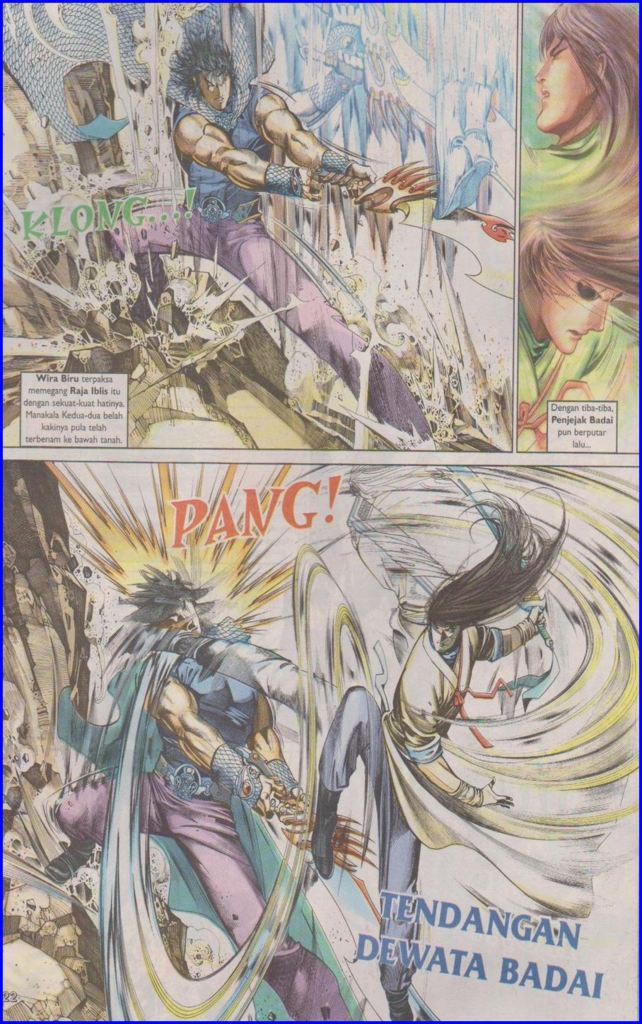 KLONG...!
Wira Biru terpaksa
memegang Raja Iblis itu
dengan sekuat-kuat hatinya.
Manakala Kedua-dua belah
kakinya pula telah
terbenam ke bawah tanah.
Dengan tiba-tiba,
Penjejak Badai
pun berputar
lalu...
PANG!
TENDANGAN
DEWATA BADAI
22